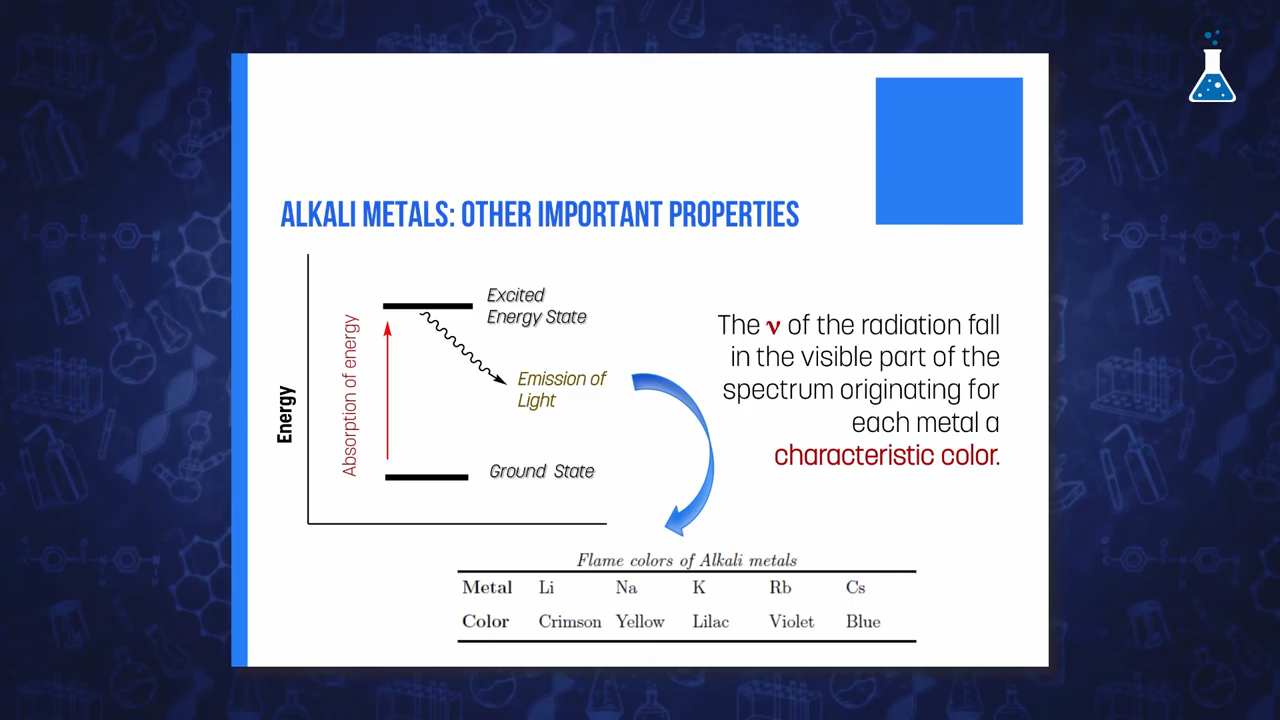 ALKALI METALS: OTHER IMPORTANT PROPERTIES
Excited
Energy State
Absorption of energy
Energy
Emission of
Light
Ground State
The ν of the radiation fall
in the visible part of the
spectrum originating for
each metal a
characteristic color.
Flame colors of Alkali metals
Metal Li Na K Rb Cs
Color Crimson Yellow Lilac Violet Blue